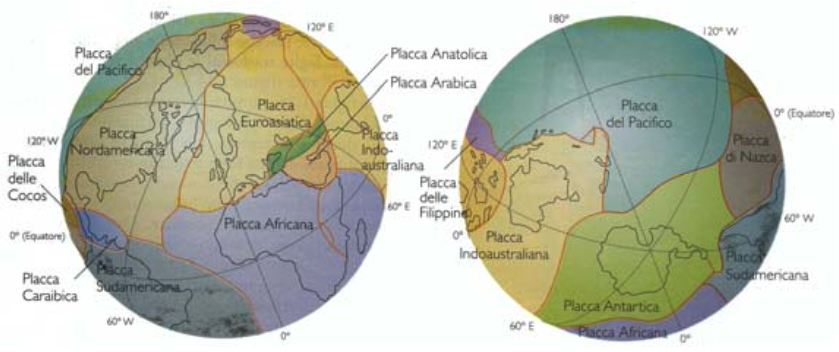 180°
120° E
Placca
del Pacifico
Placca Anatolica
Placca Arabica
Placca
Euroasiatica
0°
120° W
Placca
Nordamericana
Placca
Indo-
australiana
Placca
delle
Cocos
60° E
Placca Africana
0° (Equatore)
Placca
Caraibica
Placca
Sudamericana
60° W
0°
180°
120° W
Placca
del Pacifico
0° (Equatore)
120° E
Placca
di Nazca
Placca
delle
Filippine
60° W
0°
Placca
Indoaustraliana
Placca
Sudamericana
Placca Antartica
60° E
Placca Africana
0°